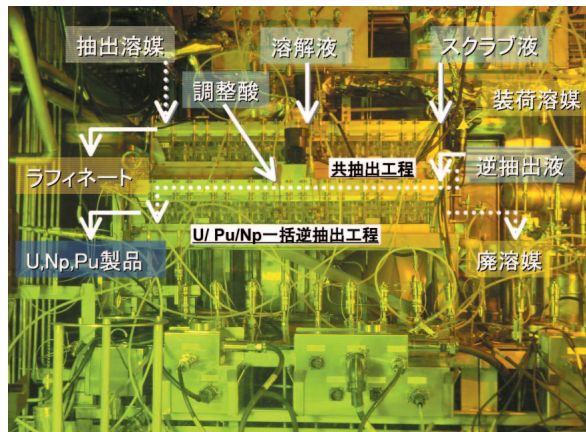 抽出溶媒
溶解液
スクラブ液
調整酸
装荷溶媒
ラフィネート
共抽出工程
逆抽出液
U,Np,Pu製品
U/ Pu/Np一括逆抽出工程
廃溶媒